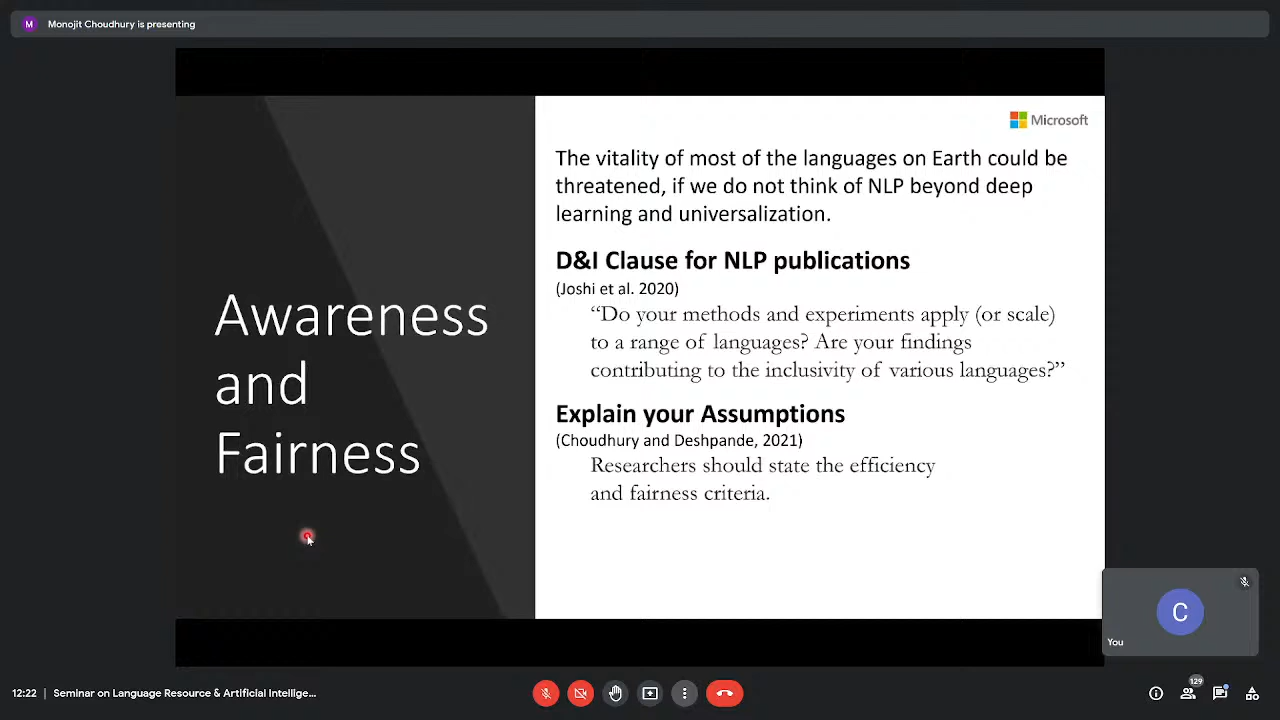 M
Monojit Choudhury is presenting
Microsoft
Awareness
and
Fairness
The vitality of most of the languages on Earth could be
threatened, if we do not think of NLP beyond deep
learning and universalization.
D&I Clause for NLP publications
(Joshi et al. 2020)
“Do your methods and experiments apply (or scale)
to a range of languages? Are your findings
contributing to the inclusivity of various languages?”
Explain your Assumptions
(Choudhury and Deshpande, 2021)
Researchers should state the efficiency
and fairness criteria.
C
You
12:22 | Seminar on Language Resource & Artificial Intellige...
129